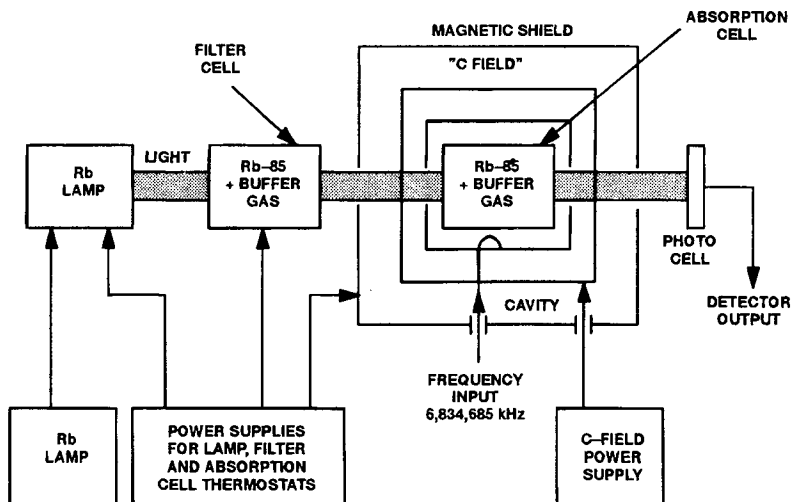 MAGNETIC SHIELD
ABSORPTION
CELL
FILTER
CELL
"C FIELD"
Rb
LAMP
LIGHT
Rb–85
+ BUFFER
GAS
Rb–85
+ BUFFER
GAS
PHOTO
CELL
CAVITY
DETECTOR
OUTPUT
FREQUENCY
INPUT
6,834,685 kHz
Rb
LAMP
POWER SUPPLIES
FOR LAMP, FILTER
AND ABSORPTION
CELL THERMOSTATS
C–FIELD
POWER
SUPPLY